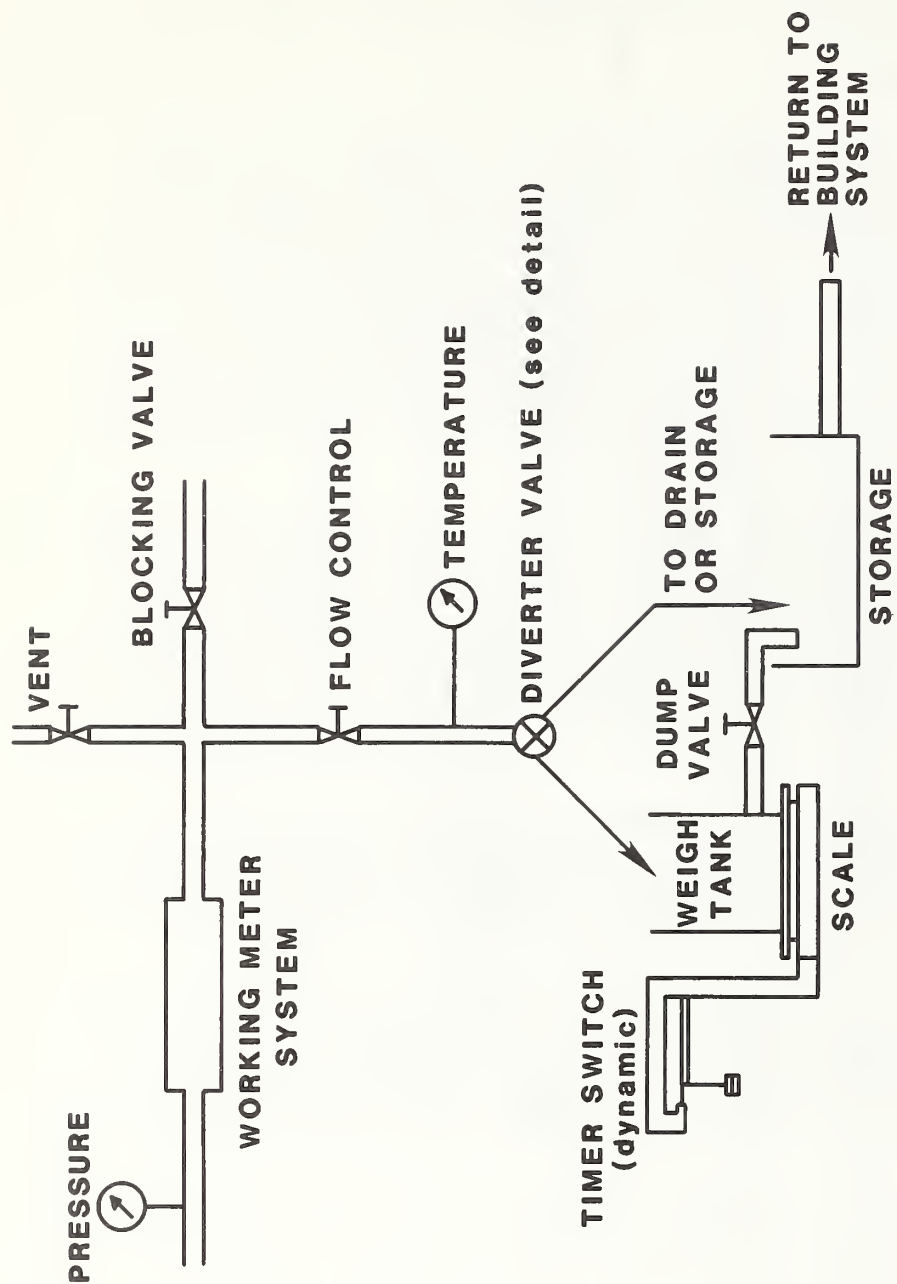 VENT
BLOCKING VALVE
PRESSURE
WORKING METER
SYSTEM
FLOW CONTROL
TEMPERATURE
DIVERTER VALVE (see detail)
TO DRAIN
OR STORAGE
TIMER SWITCH
(dynamic)
WEIGH
TANK
DUMP
VALVE
SCALE
STORAGE
RETURN TO
BUILDING
SYSTEM